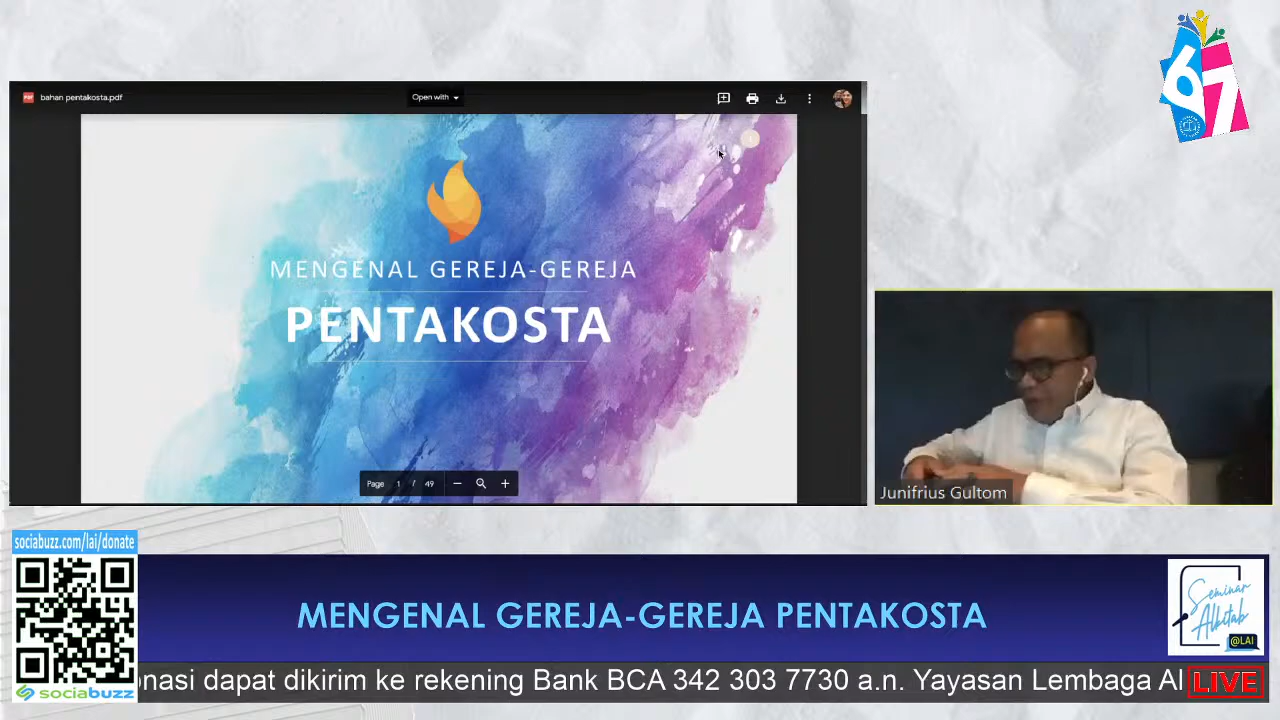 67
bahan pentakosta.pdf
Open with
MENGENAL GEREJA-GEREJA
PENTAKOSTA
Page 1 / 49
Junifrius Gultom
sociabuzz.com/lai/donate
MENGENAL GEREJA-GEREJA PENTAKOSTA
Seminar
Alkitab
@LAI
sociabuzz
onasi dapat dikirim ke rekening Bank BCA 342 303 7730 a.n. Yayasan Lembaga Al
LIVE